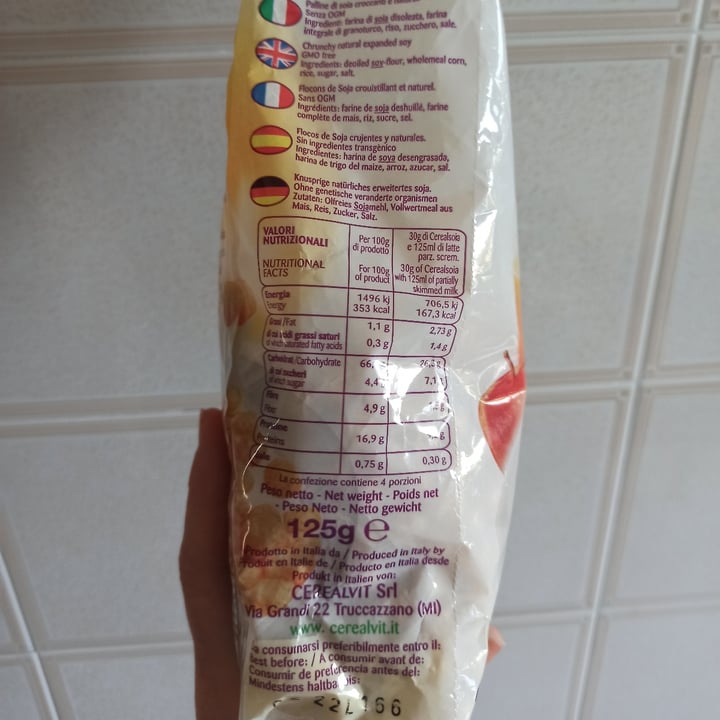 Palline di soia croccanti e
Senza OGM
Ingredienti: farina di soia disoleata, farina
integrale di granoturco, riso, zucchero, sale.
Chrunchy natural expanded soy
GMO free
Ingredients: deoiled soy-flour, wholemeal corn,
rice, sugar, salt.
Flocons de Soja croustillant et naturel.
Sans OGM
Ingrédients: farine de soja deshuilé, farine
complète de mais, riz, sucre, sel.
Flocos de Soja crujentes y naturales.
Sin ingredientes transgènico
Ingredientes: harina de soya desengrasada,
harina de trigo del maize, arroz, azucar, sal.
Knusprige natürliches erweitertes soja.
Ohne genetische veranderte organismen
Zutaten: Olfreies Sojamehl, Vollwertmeal aus
Mais, Reis, Zucker, Salz.
VALORI
NUTRIZIONALI
Per 100g
di prodotto
30g di Cerealsoia
e 125ml di latte
parz. screm.
NUTRITIONAL
FACTS
For 100g
of product
30g of Cerealsoia
with 125ml of partially
skimmed milk
Energia
Energy
1496 kj
353 kcal
706,5 kj
167,3 kcal
Grassi /Fat
1,1 g
2,73g
di cui acidi grassi saturi
of which saturated fatty acids
0,3 g
1,4 g
Carboidrati /Carbohydrate
66,
di cui zuccheri
of which sugar
4,4
7,1
Fibre
4,9 g
Proteine
Proteins
16,9 g
0,75 g
0,30 g
La confezione contiene 4 porzioni
Peso netto - Net weight - Poids net
- Peso Neto - Netto gewicht
125g e
Prodotto in Italia da / Produced in Italy by
Produit en Italie de / Producto en Italia desde
Produkt in Italien von:
CEREALVIT Srl
Via Grandi 22 Truccazzano (MI)
www. cerealvit.it
Da consumarsi preferibilmente entro il:
Best before: / A consumir avant de:
Consumir de preferencia antes del:
Mindestens haltbar bis: